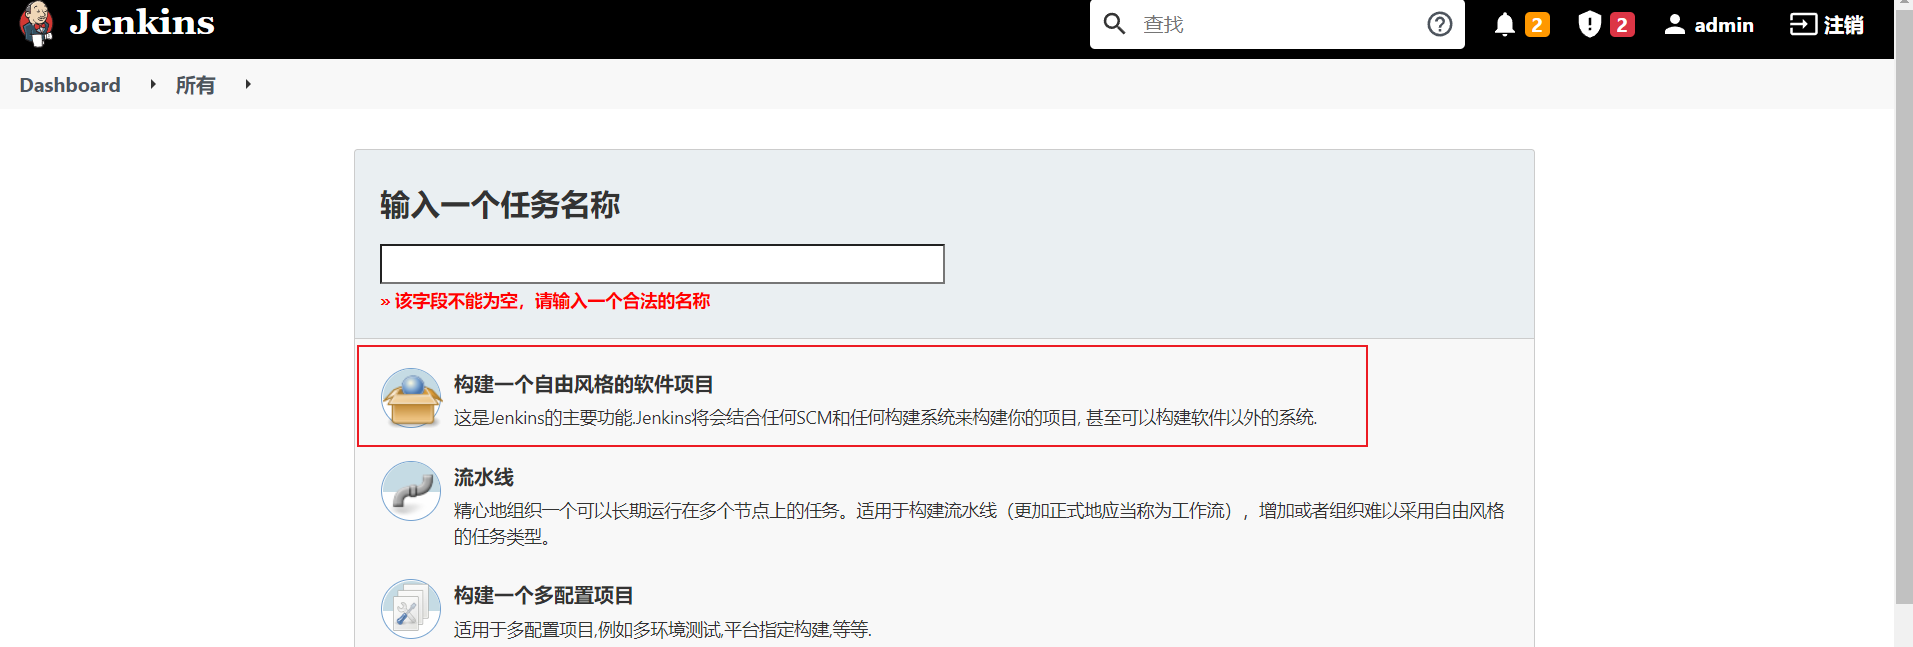 Jenkins
查找
2
2
admin
注销
Dashboard
所有
输入一个任务名称
» 该字段不能为空，请输入一个合法的名称
构建一个自由风格的软件项目
这是Jenkins的主要功能.Jenkins将会结合任何SCM和任何构建系统来构建你的项目, 甚至可以构建软件以外的系统.
流水线
精心地组织一个可以长期运行在多个节点上的任务。适用于构建流水线（更加正式地应当称为工作流），增加或者组织难以采用自由风格
的任务类型。
构建一个多配置项目
适用于多配置项目,例如多环境测试,平台指定构建,等等.